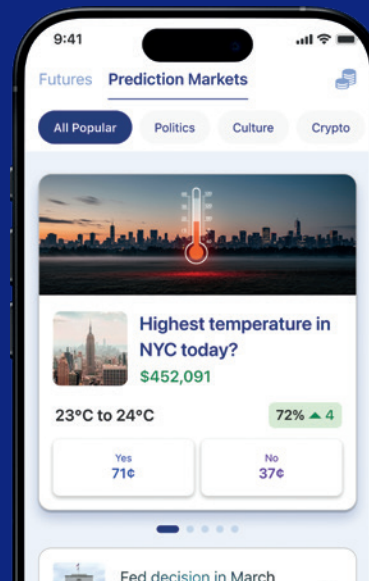 9:41
Futures Prediction Markets
All Popular Politics Culture Crypto
Highest temperature in
NYC today?
$452,091
23°C to 24°C 72% ▲ 4
Yes No
71¢ 37¢
Fed decision in March